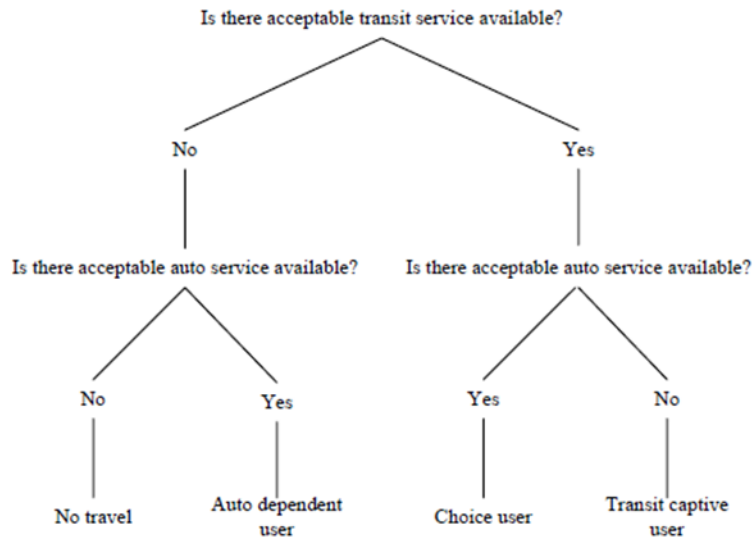 Is there acceptable transit service available?
No
Yes
Is there acceptable auto service available?
Is there acceptable auto service available?
No
Yes
Yes
No
No travel
Auto dependent
user
Choice user
Transit captive
user